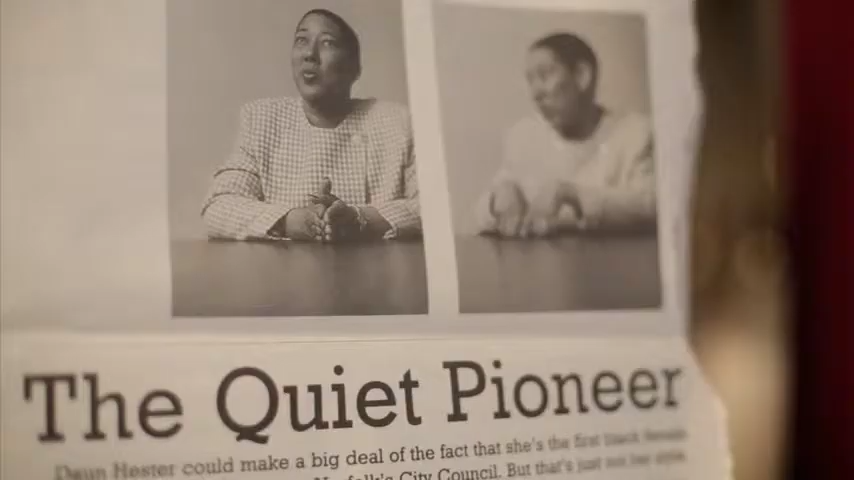 The Quiet Pioneer
Daun Hester could make a big deal of the fact that she's the first black female
Norfolk's City Council. But that's just not her style.